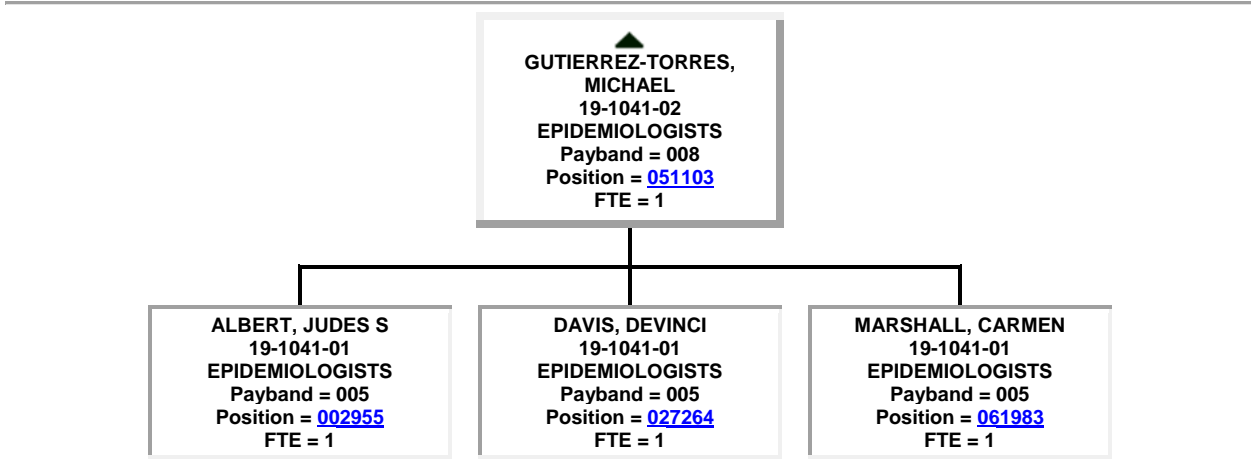 GUTIERREZ-TORRES,
MICHAEL
19-1041-02
EPIDEMIOLOGISTS
Payband = 008
Position = 051103
FTE = 1
ALBERT, JUDES S
19-1041-01
EPIDEMIOLOGISTS
Payband = 005
Position = 002955
FTE = 1
DAVIS, DEVINCI
19-1041-01
EPIDEMIOLOGISTS
Payband = 005
Position = 027264
FTE = 1
MARSHALL, CARMEN
19-1041-01
EPIDEMIOLOGISTS
Payband = 005
Position = 061983
FTE = 1